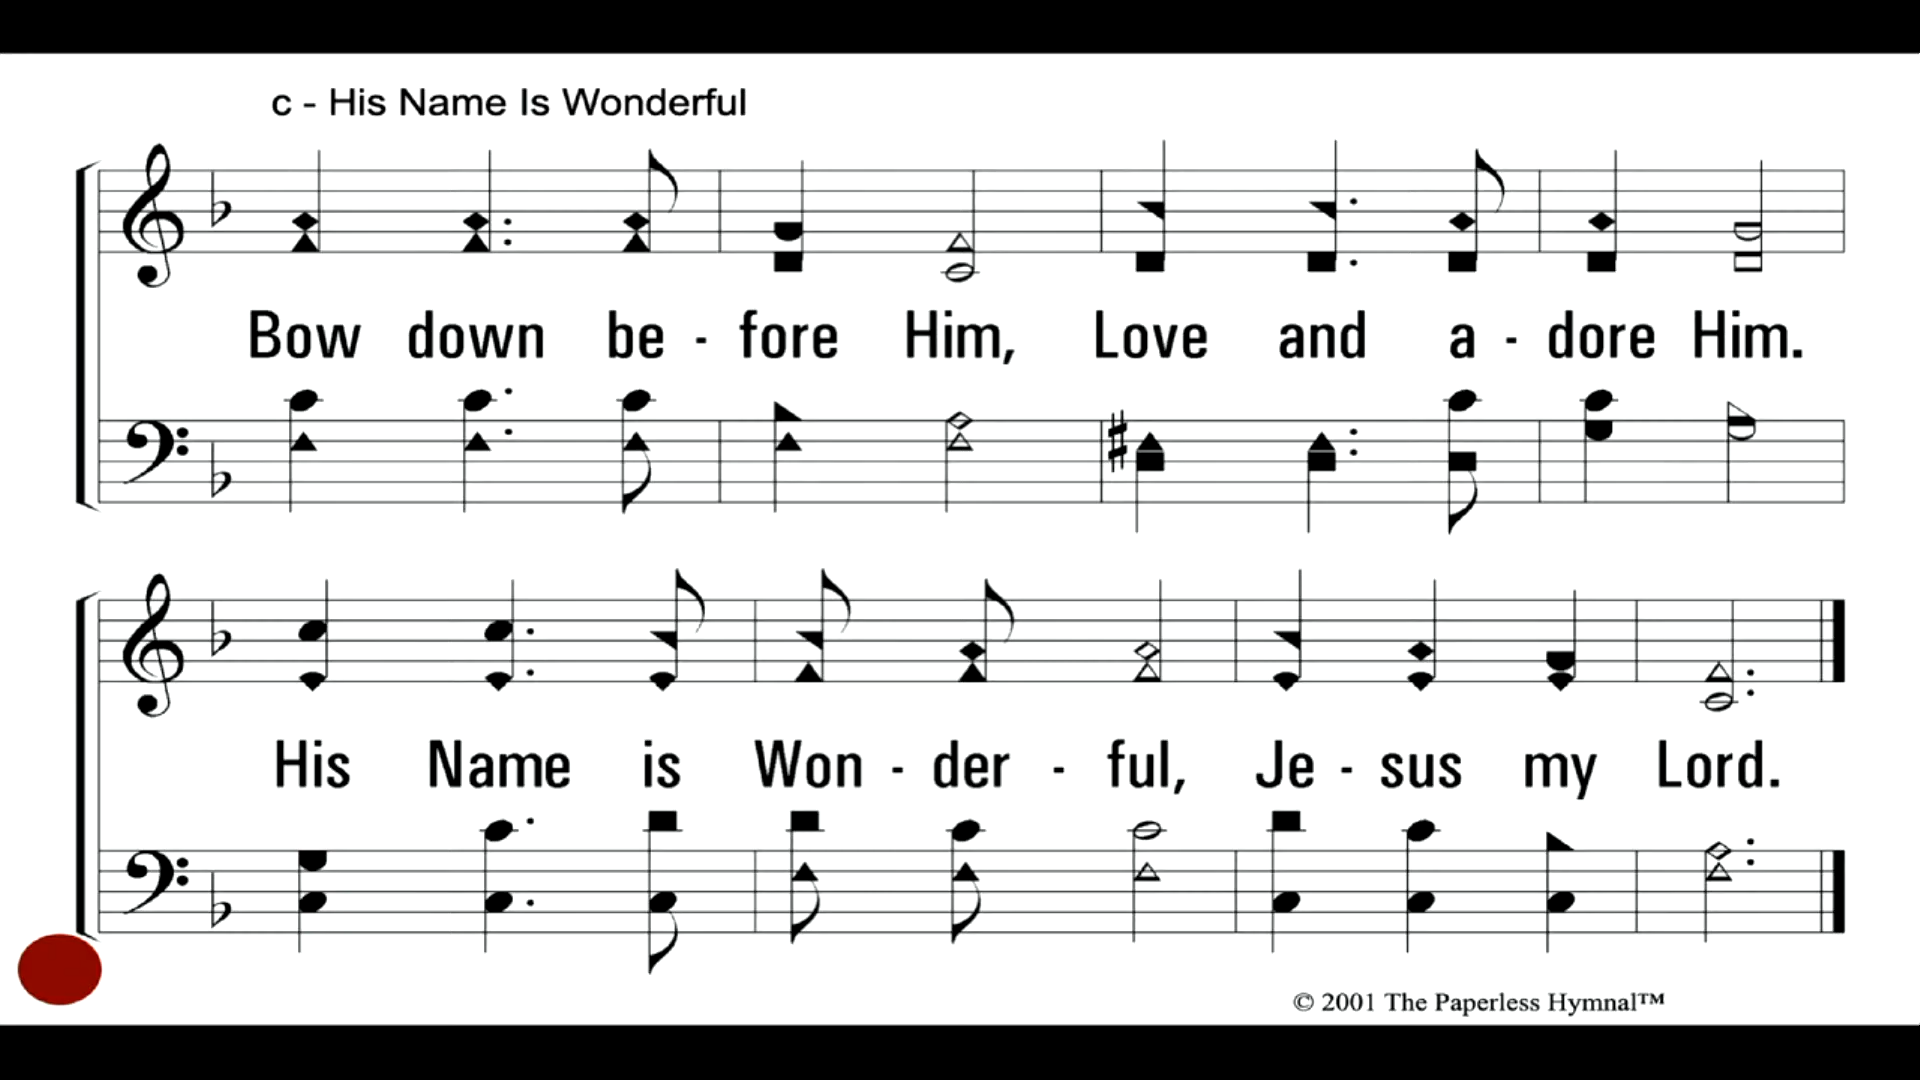 c - His Name Is Wonderful
Bow down be - fore Him, Love and a - dore Him.
His Name is Won - der - ful, Je - sus my Lord.
© 2001 The Paperless Hymnal™